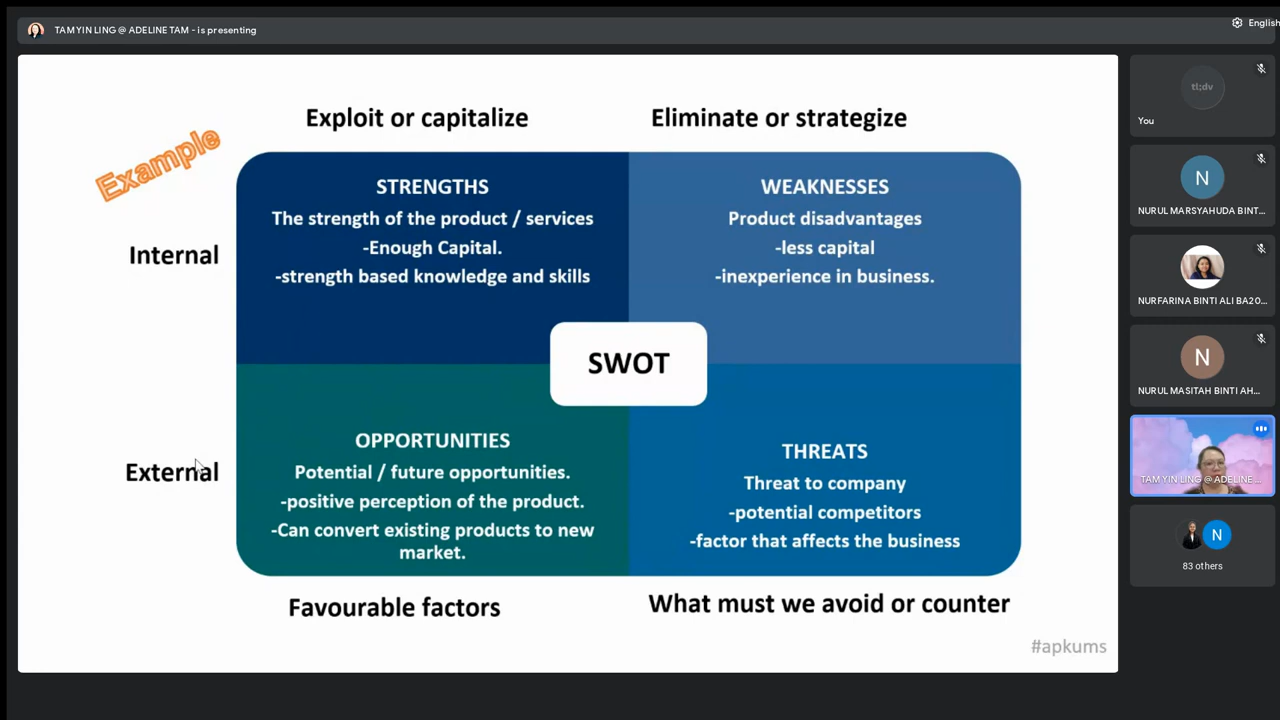 TAM YIN LING @ ADELINE TAM - is presenting
English
Exploit or capitalize
Eliminate or strategize
Example
Internal
STRENGTHS
The strength of the product / services
-Enough Capital.
-strength based knowledge and skills
WEAKNESSES
Product disadvantages
-less capital
-inexperience in business.
SWOT
External
OPPORTUNITIES
Potential / future opportunities.
-positive perception of the product.
-Can convert existing products to new
market.
THREATS
Threat to company
-potential competitors
-factor that affects the business
Favourable factors
What must we avoid or counter
#apkums
tl;dv
You
N
NURUL MARSYAHUDA BINT...
NURFARINA BINTI ALI BA20...
N
NURUL MASITAH BINTI AH...
TAM YIN LING @ ADELINE ...
N
83 others